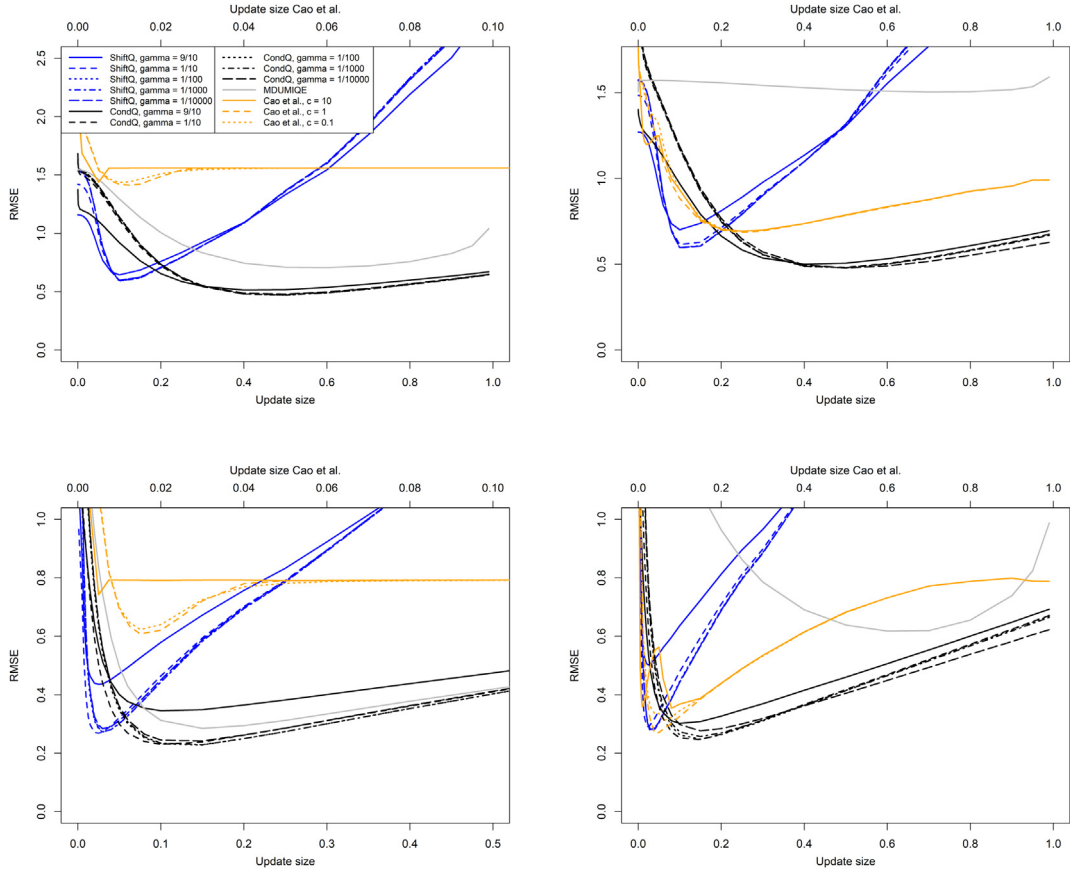 Update size Cao et al.
0.00 0.02 0.04 0.06 0.08 0.10
ShiftQ, gamma = 9/10
ShiftQ, gamma = 1/10
ShiftQ, gamma = 1/100
ShiftQ, gamma = 1/1000
ShiftQ, gamma = 1/10000
CondQ, gamma = 9/10
CondQ, gamma = 1/10
CondQ, gamma = 1/100
CondQ, gamma = 1/1000
CondQ, gamma = 1/10000
MDUMIQE
Cao et al., c = 10
Cao et al., c = 1
Cao et al., c = 0.1
RMSE
2.5
2.0
1.5
1.0
0.5
0.0
0.0 0.2 0.4 0.6 0.8 1.0
Update size
Update size Cao et al.
0.0 0.2 0.4 0.6 0.8 1.0
RMSE
1.5
1.0
0.5
0.0
0.0 0.2 0.4 0.6 0.8 1.0
Update size
Update size Cao et al.
0.00 0.02 0.04 0.06 0.08 0.10
RMSE
1.0
0.8
0.6
0.4
0.2
0.0
0.0 0.1 0.2 0.3 0.4 0.5
Update size
Update size Cao et al.
0.0 0.2 0.4 0.6 0.8 1.0
RMSE
1.0
0.8
0.6
0.4
0.2
0.0
0.0 0.2 0.4 0.6 0.8 1.0
Update size